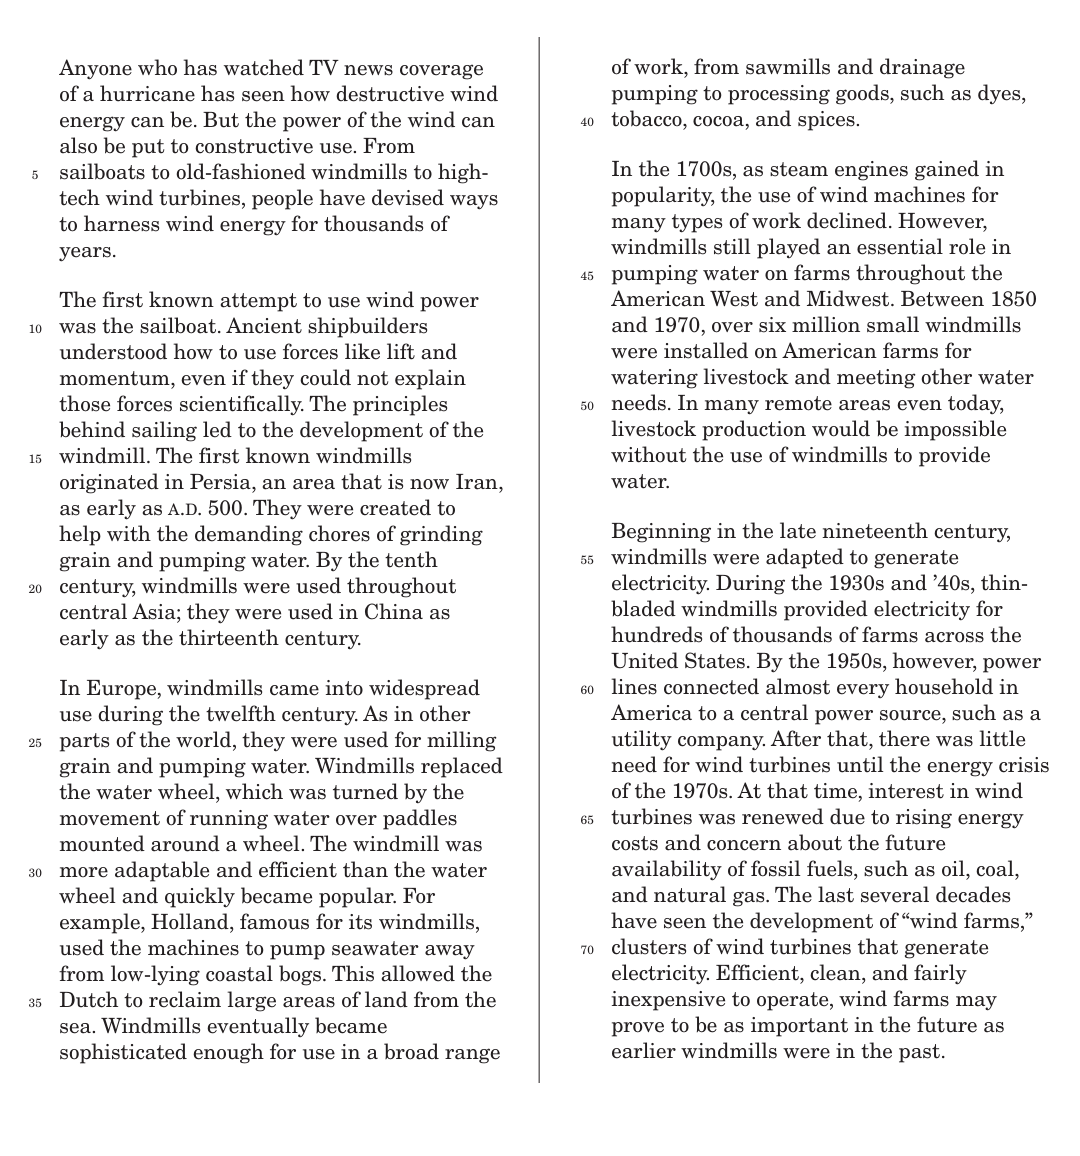 Anyone who has watched TV news coverage
of a hurricane has seen how destructive wind
energy can be. But the power of the wind can
also be put to constructive use. From
5 sailboats to old-fashioned windmills to high-
tech wind turbines, people have devised ways
to harness wind energy for thousands of
years.
The first known attempt to use wind power
10 was the sailboat. Ancient shipbuilders
understood how to use forces like lift and
momentum, even if they could not explain
those forces scientifically. The principles
behind sailing led to the development of the
15 windmill. The first known windmills
originated in Persia, an area that is now Iran,
as early as A.D. 500. They were created to
help with the demanding chores of grinding
grain and pumping water. By the tenth
20 century, windmills were used throughout
central Asia; they were used in China as
early as the thirteenth century.
In Europe, windmills came into widespread
use during the twelfth century. As in other
25 parts of the world, they were used for milling
grain and pumping water. Windmills replaced
the water wheel, which was turned by the
movement of running water over paddles
mounted around a wheel. The windmill was
30 more adaptable and efficient than the water
wheel and quickly became popular. For
example, Holland, famous for its windmills,
used the machines to pump seawater away
from low-lying coastal bogs. This allowed the
35 Dutch to reclaim large areas of land from the
sea. Windmills eventually became
sophisticated enough for use in a broad range
of work, from sawmills and drainage
pumping to processing goods, such as dyes,
40 tobacco, cocoa, and spices.
In the 1700s, as steam engines gained in
popularity, the use of wind machines for
many types of work declined. However,
windmills still played an essential role in
45 pumping water on farms throughout the
American West and Midwest. Between 1850
and 1970, over six million small windmills
were installed on American farms for
watering livestock and meeting other water
50 needs. In many remote areas even today,
livestock production would be impossible
without the use of windmills to provide
water.
Beginning in the late nineteenth century,
55 windmills were adapted to generate
electricity. During the 1930s and ’40s, thin-
bladed windmills provided electricity for
hundreds of thousands of farms across the
United States. By the 1950s, however, power
60 lines connected almost every household in
America to a central power source, such as a
utility company. After that, there was little
need for wind turbines until the energy crisis
of the 1970s. At that time, interest in wind
65 turbines was renewed due to rising energy
costs and concern about the future
availability of fossil fuels, such as oil, coal,
and natural gas. The last several decades
have seen the development of “wind farms,”
70 clusters of wind turbines that generate
electricity. Efficient, clean, and fairly
inexpensive to operate, wind farms may
prove to be as important in the future as
earlier windmills were in the past.